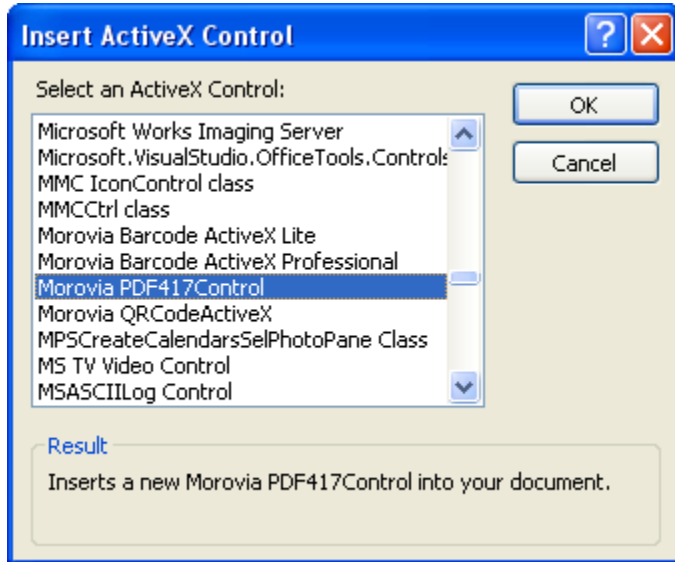 Insert ActiveX Control
Select an ActiveX Control:
OK
Cancel
Microsoft Works Imaging Server
Microsoft.VisualStudio.OfficeTools.Controls
MMC IconControl class
MMCCtrl class
Morovia Barcode ActiveX Lite
Morovia Barcode ActiveX Professional
Morovia PDF417Control
Morovia QRCodeActiveX
MPSCreateCalendarsSelPhotoPane Class
MS TV Video Control
MSASCIILog Control
Result
Inserts a new Morovia PDF417Control into your document.